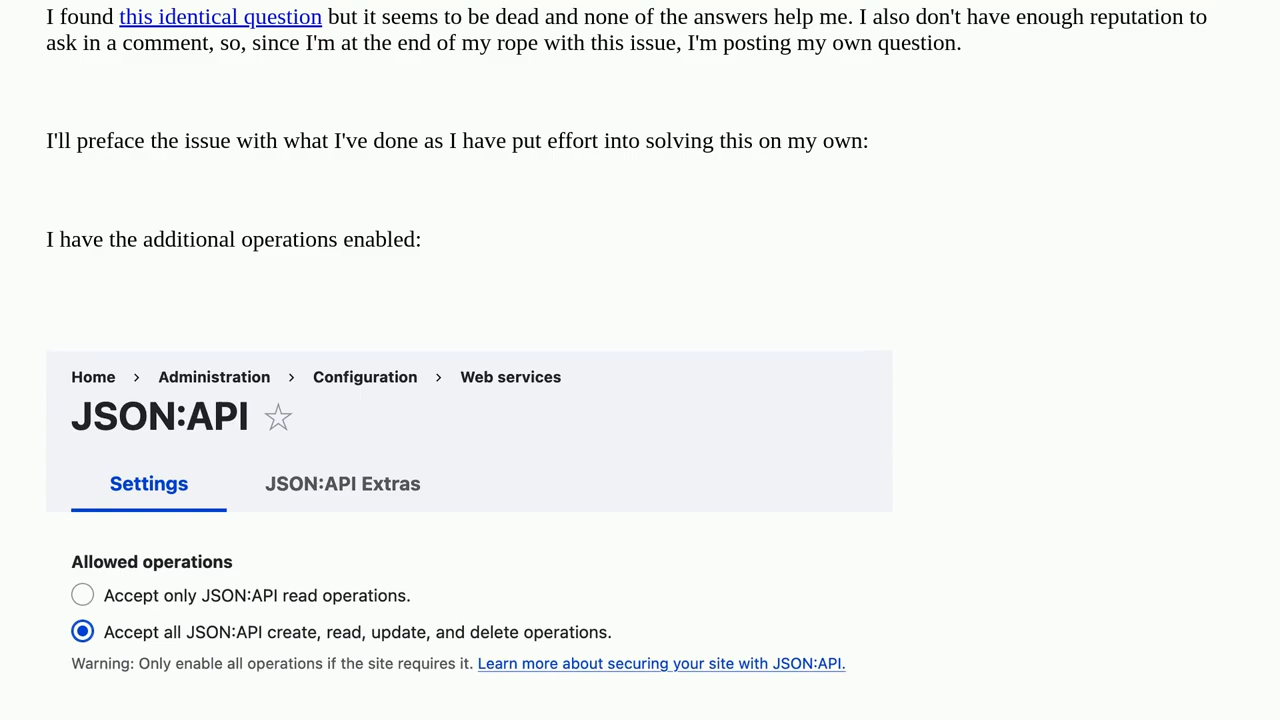 I found this identical question but it seems to be dead and none of the answers help me. I also don't have enough reputation to
ask in a comment, so, since I'm at the end of my rope with this issue, I'm posting my own question.
I'll preface the issue with what I've done as I have put effort into solving this on my own:
I have the additional operations enabled:
Home > Administration > Configuration > Web services
JSON:API ☆
Settings JSON:API Extras
Allowed operations
Accept only JSON:API read operations.
Accept all JSON:API create, read, update, and delete operations.
Warning: Only enable all operations if the site requires it. Learn more about securing your site with JSON:API.